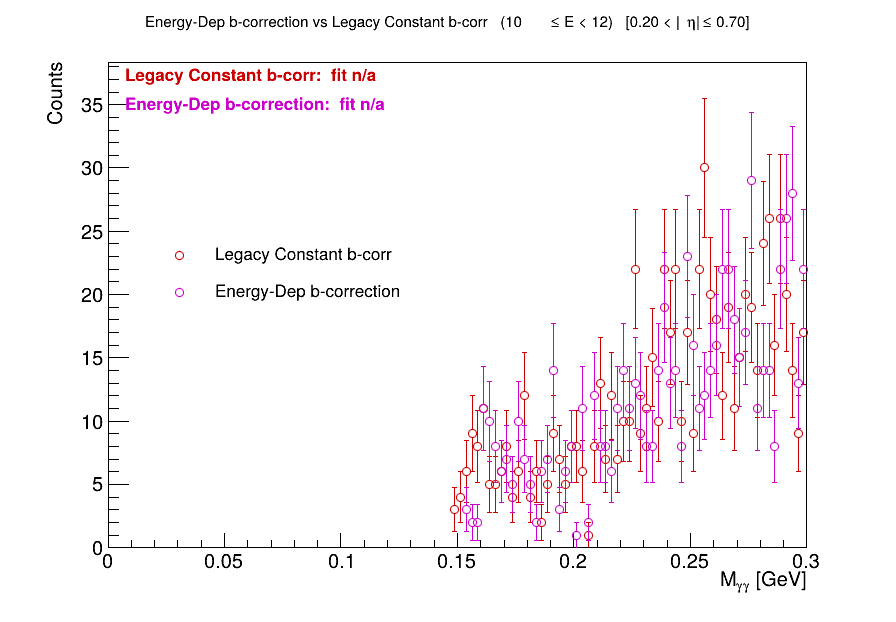 Energy-Dep b-correction vs Legacy Constant b-corr (10 ≤ E < 12) [0.20 < | η| ≤ 0.70]
Counts
Legacy Constant b-corr: fit n/a
Energy-Dep b-correction: fit n/a
35
30
25
20
15
10
5
0
Legacy Constant b-corr
Energy-Dep b-correction
0 0.05 0.1 0.15 0.2 0.25 0.3
Mγγ [GeV]